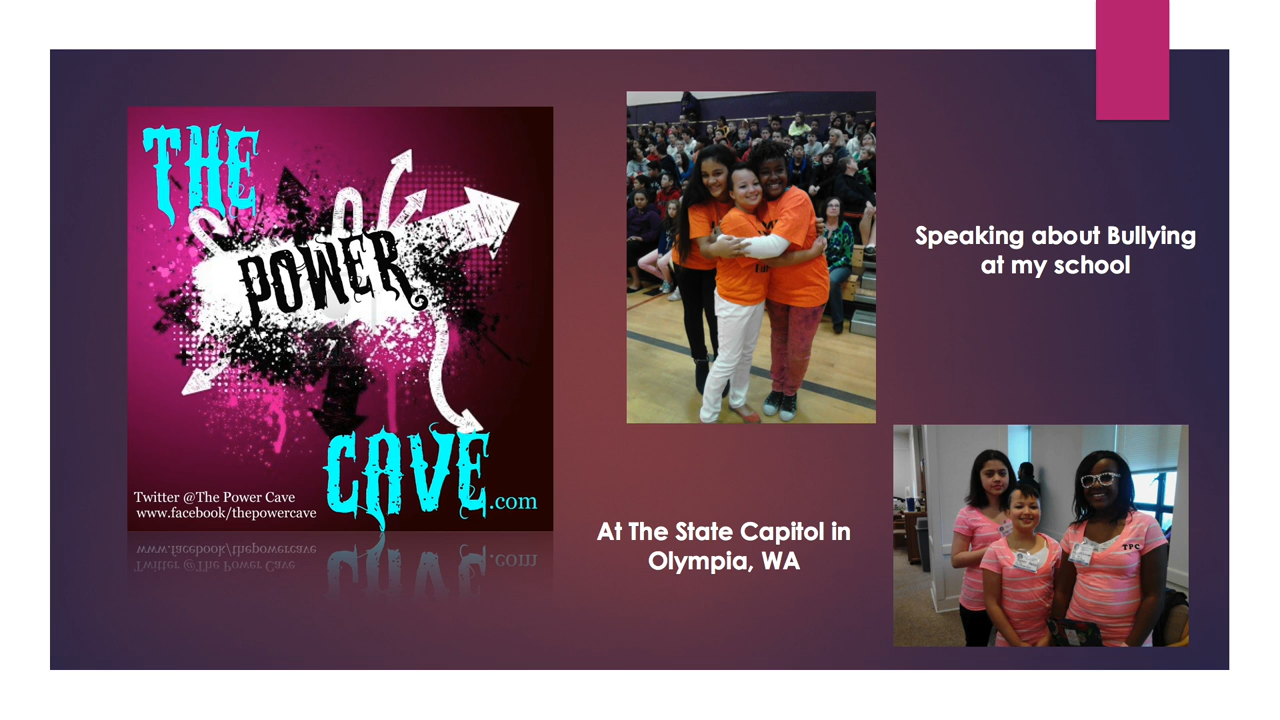 THE
POWER
CAVE.com
Twitter @The Power Cave
www.facebook/thepowercave
Speaking about Bullying
at my school
At The State Capitol in
Olympia, WA
TPC